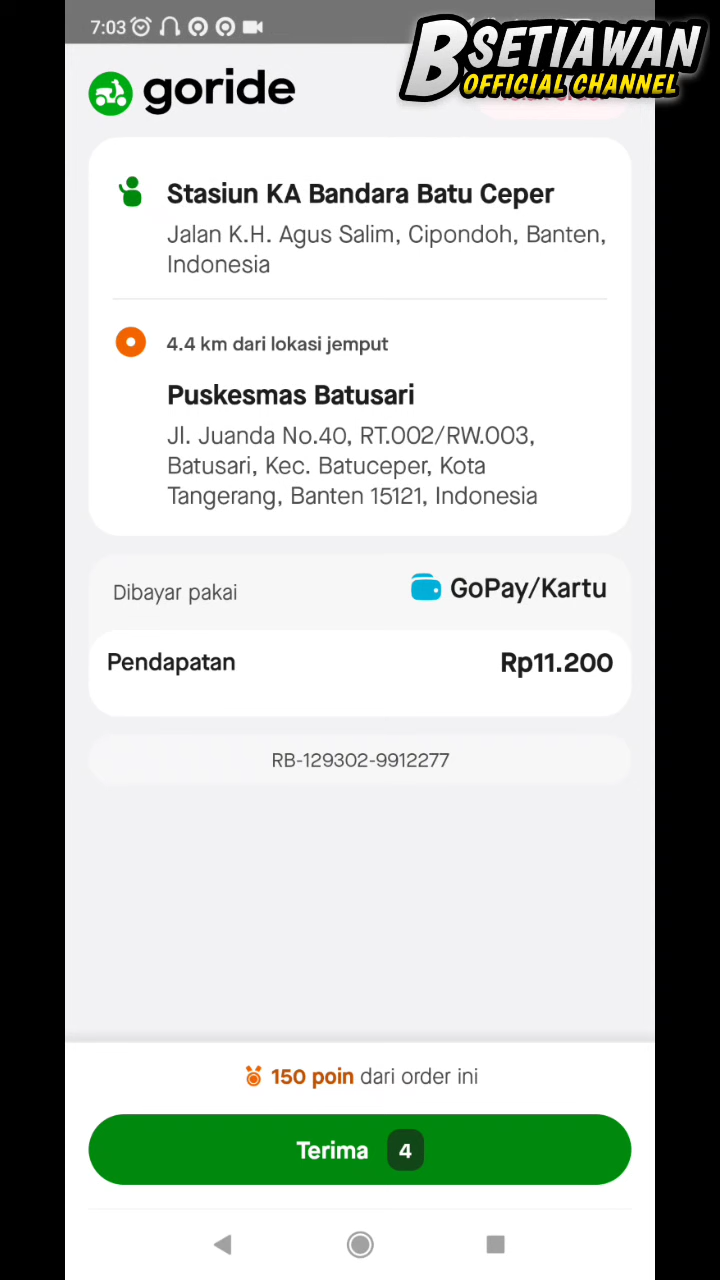 7:03
BSETIAWAN
OFFICIAL CHANNEL
goride
Stasiun KA Bandara Batu Ceper
Jalan K.H. Agus Salim, Cipondoh, Banten,
Indonesia
4.4 km dari lokasi jemput
Puskesmas Batusari
Jl. Juanda No.40, RT.002/RW.003,
Batusari, Kec. Batuceper, Kota
Tangerang, Banten 15121, Indonesia
Dibayar pakai
GoPay/Kartu
Pendapatan
Rp11.200
RB-129302-9912277
150 poin dari order ini
Terima 4